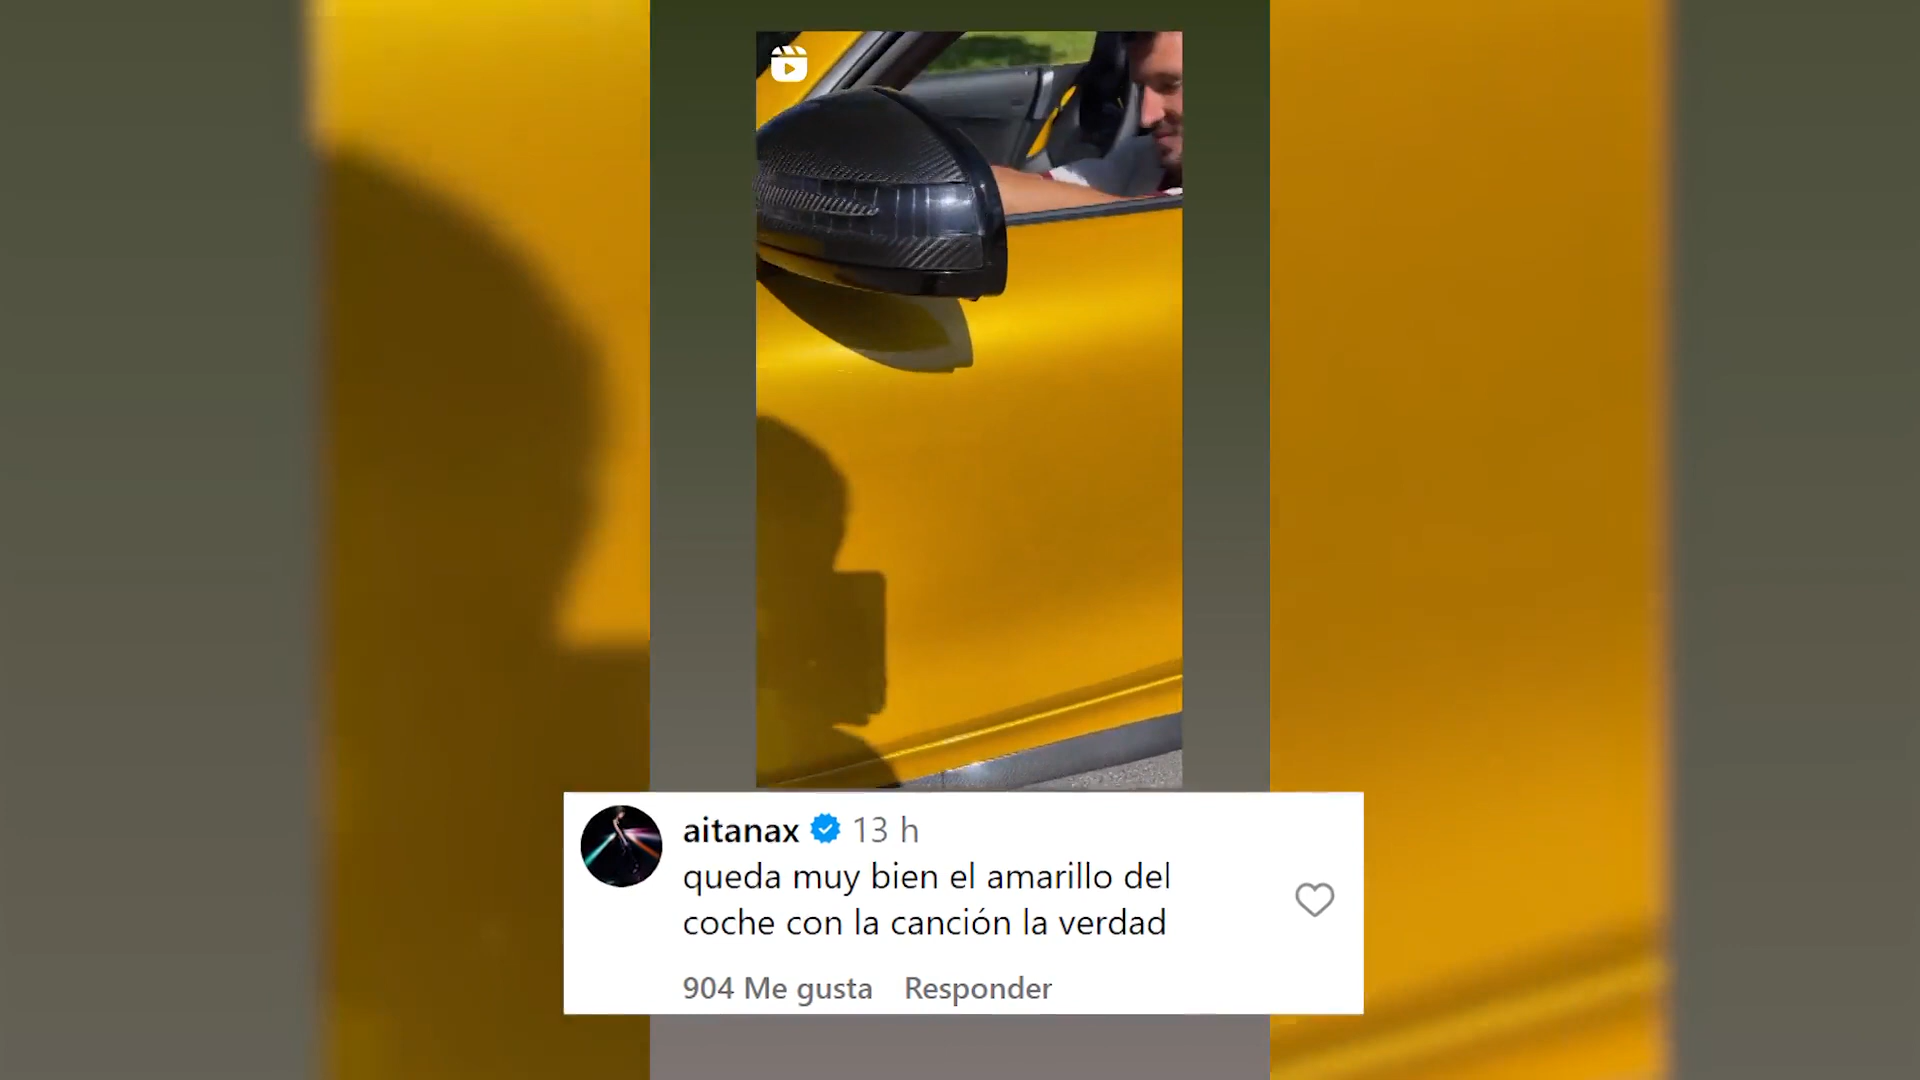 aitanax 13 h
queda muy bien el amarillo del
coche con la canción la verdad
904 Me gusta Responder